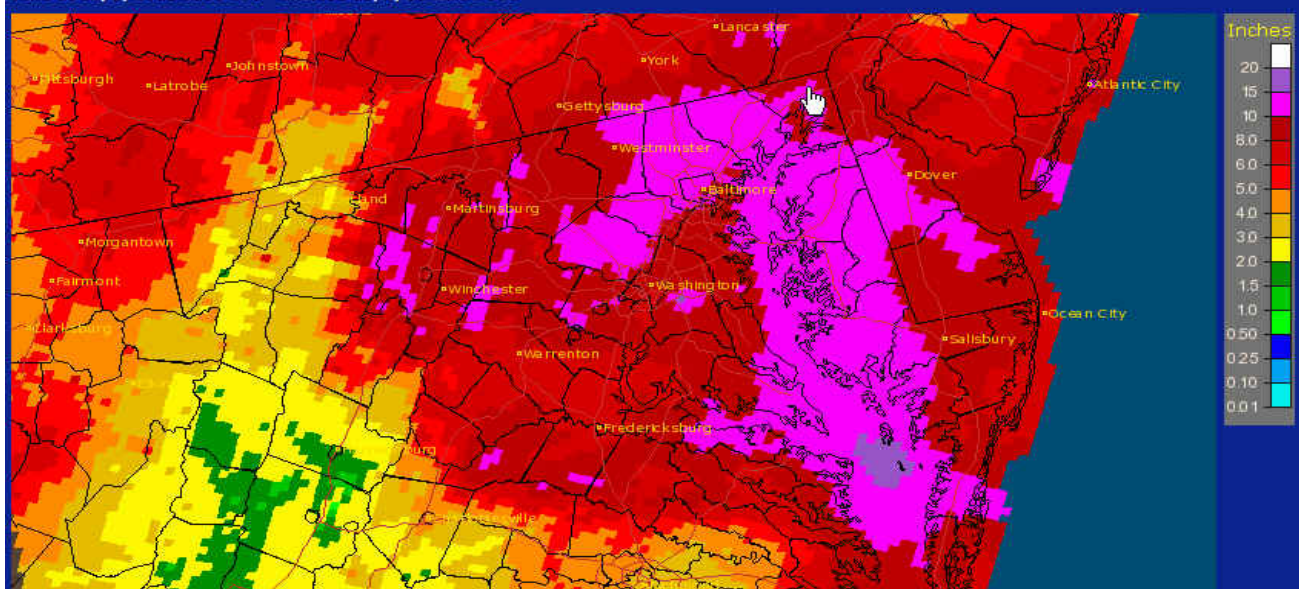 Lancaster
York
Johnstown
Pittsburgh
Latrobe
Atlantic City
Gettysburg
Westminster
Dover
Baltimore
Martinsburg
Morgantown
Fairmont
Winchester
Washington
Ocean City
Clarksburg
Salisbury
Warrenton
Fredericksburg
Inches
20
15
10
8.0
6.0
5.0
4.0
3.0
2.0
1.5
1.0
0.50
0.25
0.10
0.01